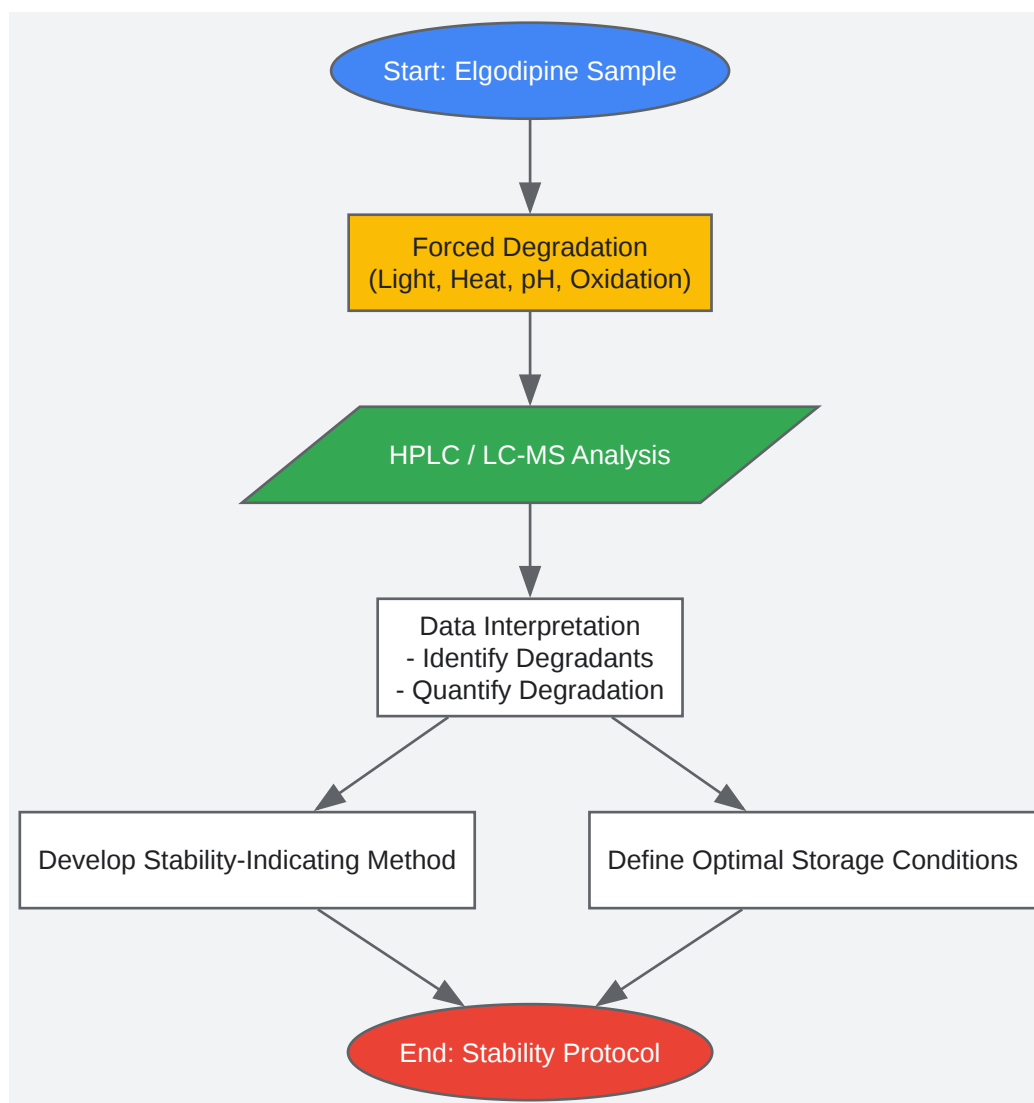 Start: Elgodipine Sample
Forced Degradation
(Light, Heat, pH, Oxidation)
HPLC / LC-MS Analysis
Data Interpretation
- Identify Degradants
- Quantify Degradation
Develop Stability-Indicating Method
Define Optimal Storage Conditions
End: Stability Protocol